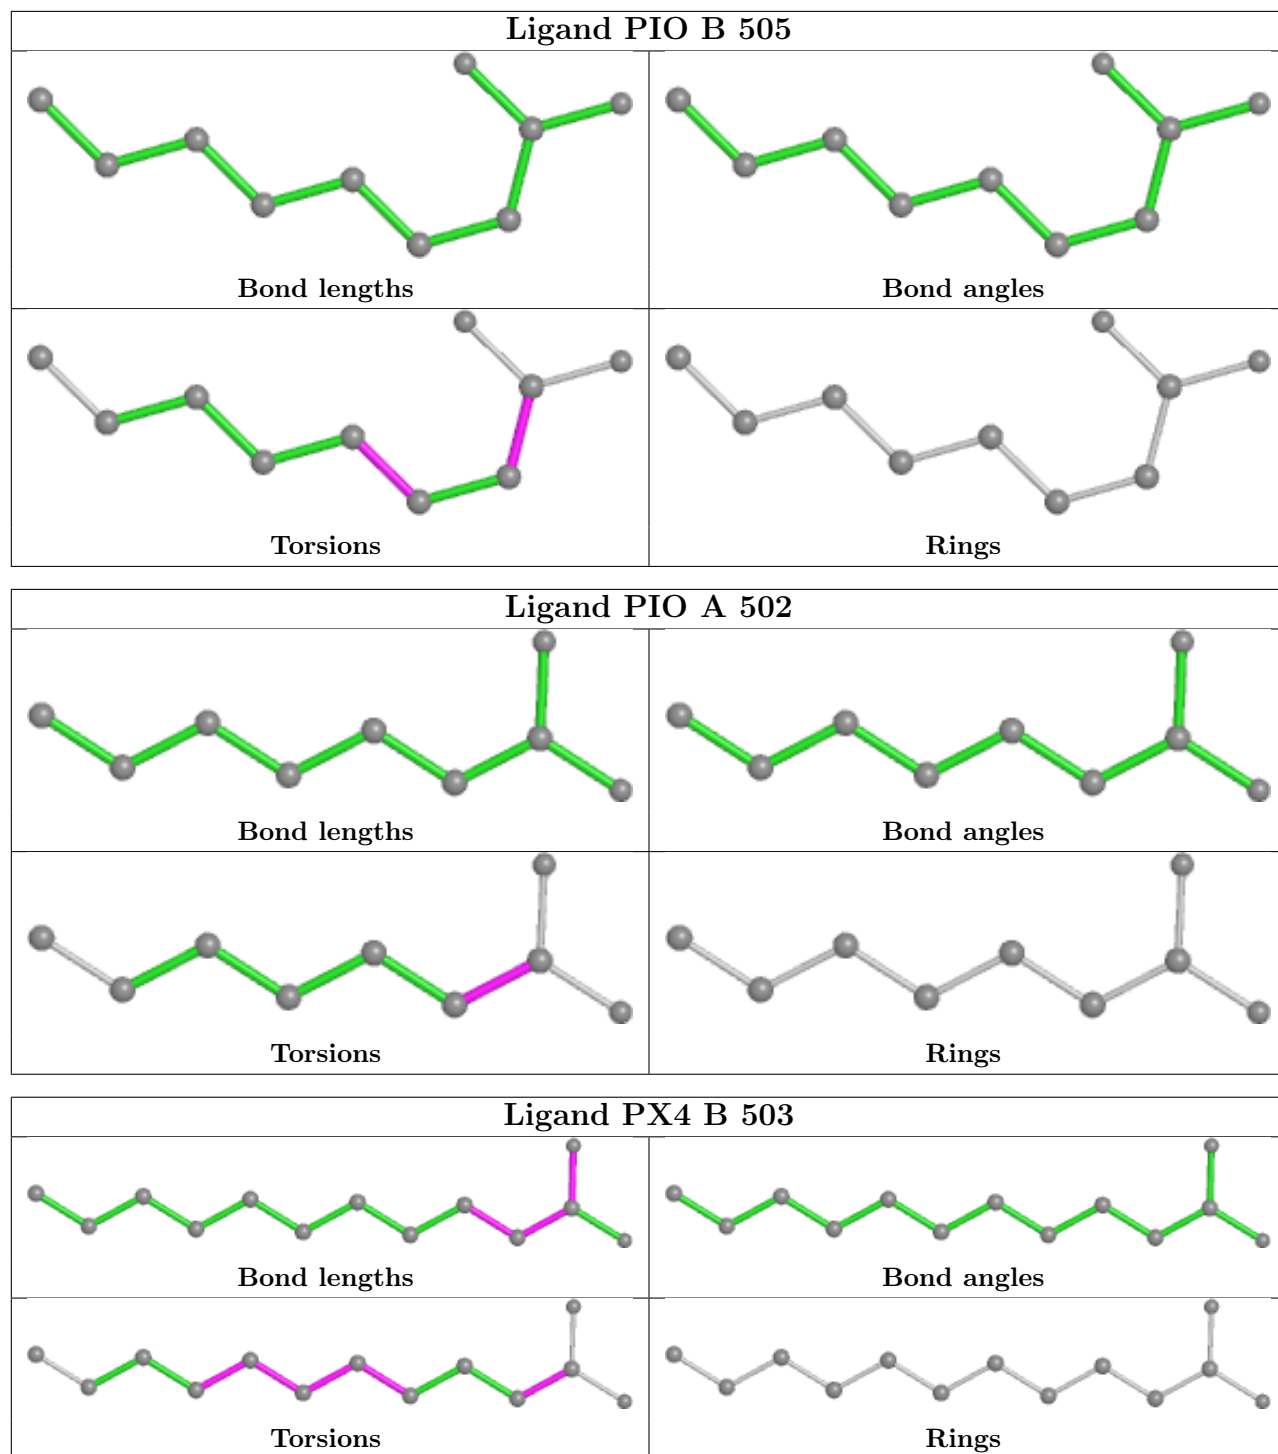 Ligand PIO B 505
Bond lengths
Bond angles
Torsions
Rings
Ligand PIO A 502
Bond lengths
Bond angles
Torsions
Rings
Ligand PX4 B 503
Bond lengths
Bond angles
Torsions
Rings